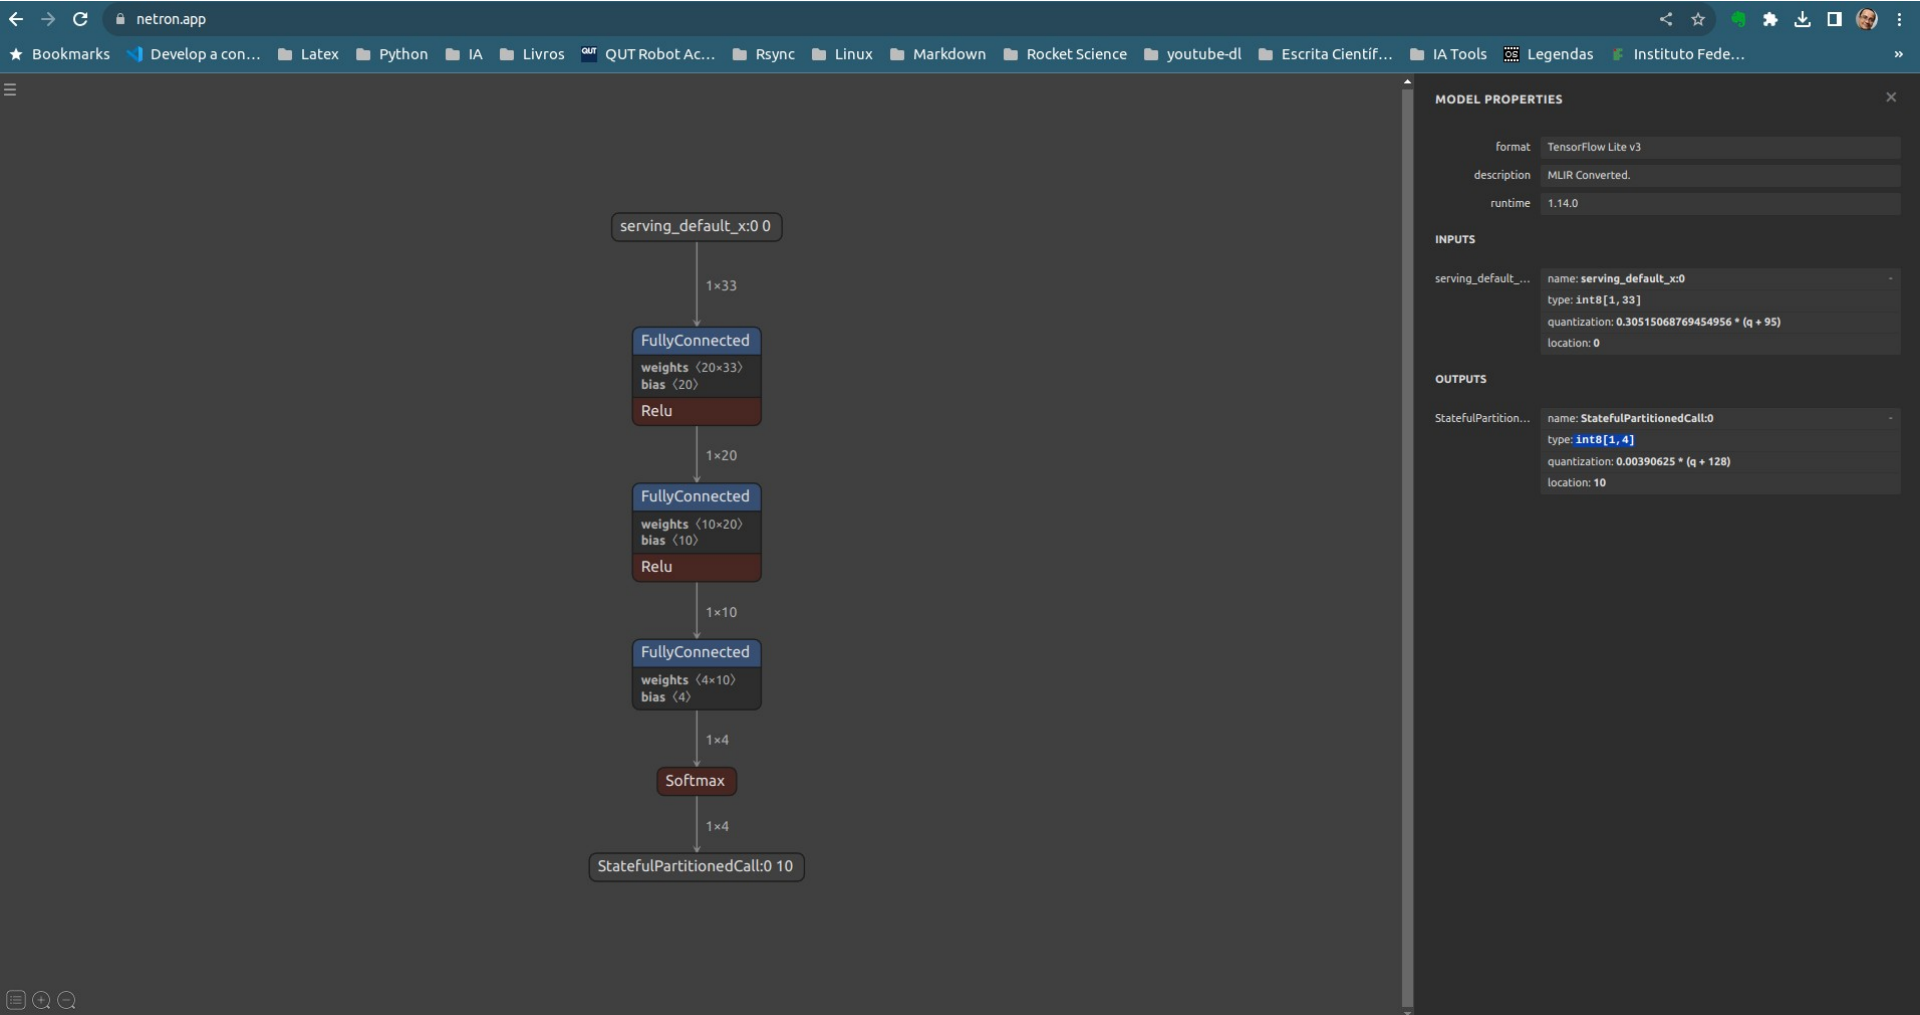 netron.app
Bookmarks Develop a con... Latex Python IA Livros QUT QUT Robot Ac... Rsync Linux Markdown Rocket Science youtube-dl Escrita Científ... IA Tools OS Legendas Instituto Fede... »
serving_default_x:0 0
1×33
FullyConnected
weights 〈20×33〉
bias 〈20〉
Relu
1×20
FullyConnected
weights 〈10×20〉
bias 〈10〉
Relu
1×10
FullyConnected
weights 〈4×10〉
bias 〈4〉
1×4
Softmax
1×4
StatefulPartitionedCall:0 10
MODEL PROPERTIES
format TensorFlow Lite v3
description MLIR Converted.
runtime 1.14.0
INPUTS
serving_default_... name: serving_default_x:0 -
type: int8[1,33]
quantization: 0.30515068769454956 * (q + 95)
location: 0
OUTPUTS
StatefulPartition... name: StatefulPartitionedCall:0 -
type: int8[1,4]
quantization: 0.00390625 * (q + 128)
location: 10